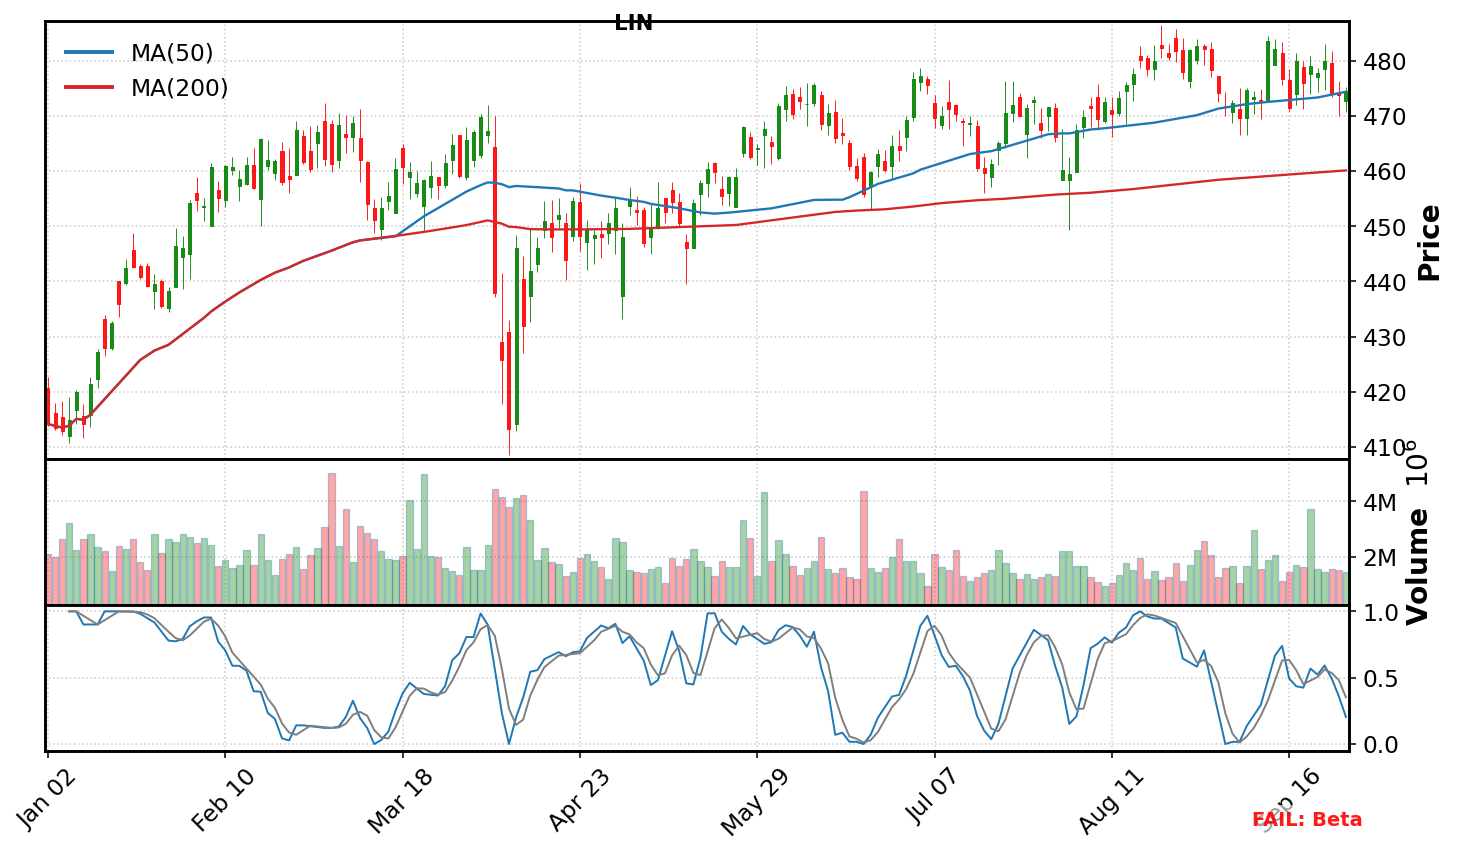 LIN
MA(50)
MA(200)
480
470
460
450
440
430
420
410
Price
10⁶
4M
2M
Volume
1.0
0.5
0.0
Jan 02
Feb 10
Mar 18
Apr 23
May 29
Jul 07
Aug 11
Sep 16
FAIL: Beta